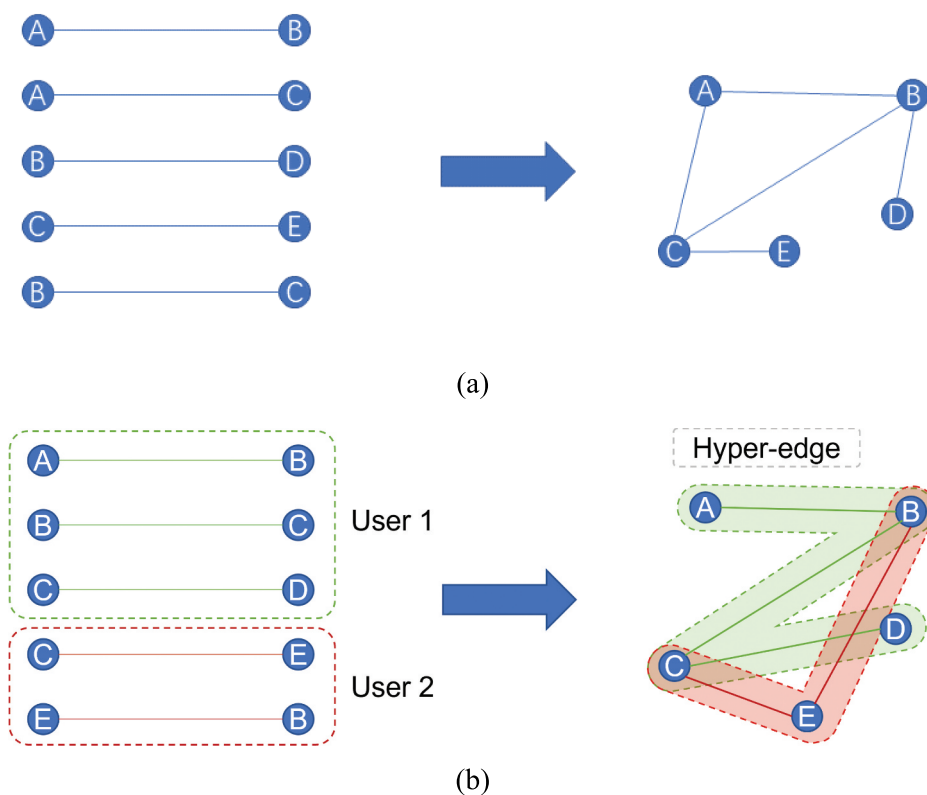 A B
A C
B D
C E
B C
A B
C E D
(a)
A B
B C
C D
User 1
C E
E B
User 2
Hyper-edge
A B
C D
E
(b)